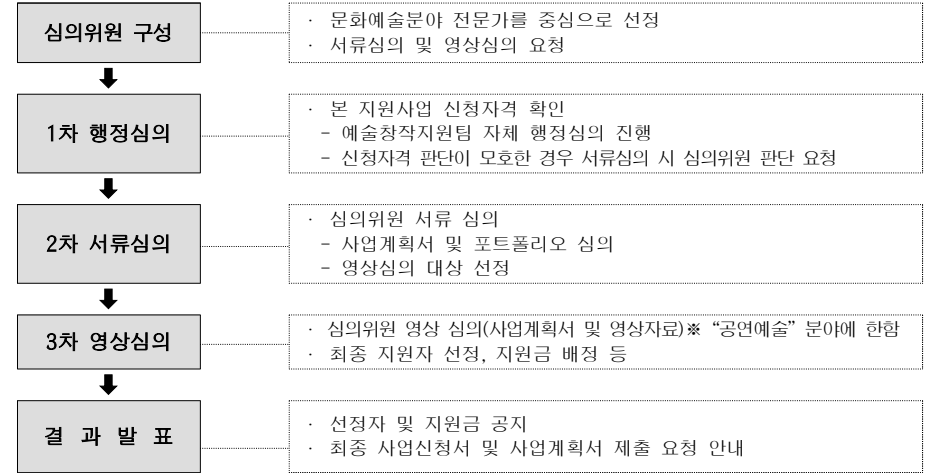 심의위원 구성
· 문화예술분야 전문가를 중심으로 선정
· 서류심의 및 영상심의 요청
1차 행정심의
· 본 지원사업 신청자격 확인
- 예술창작지원팀 자체 행정심의 진행
- 신청자격 판단이 모호한 경우 서류심의 시 심의위원 판단 요청
2차 서류심의
· 심의위원 서류 심의
- 사업계획서 및 포트폴리오 심의
- 영상심의 대상 선정
3차 영상심의
· 심의위원 영상 심의(사업계획서 및 영상자료)※ “공연예술” 분야에 한함
· 최종 지원자 선정, 지원금 배정 등
결 과 발 표
· 선정자 및 지원금 공지
· 최종 사업신청서 및 사업계획서 제출 요청 안내